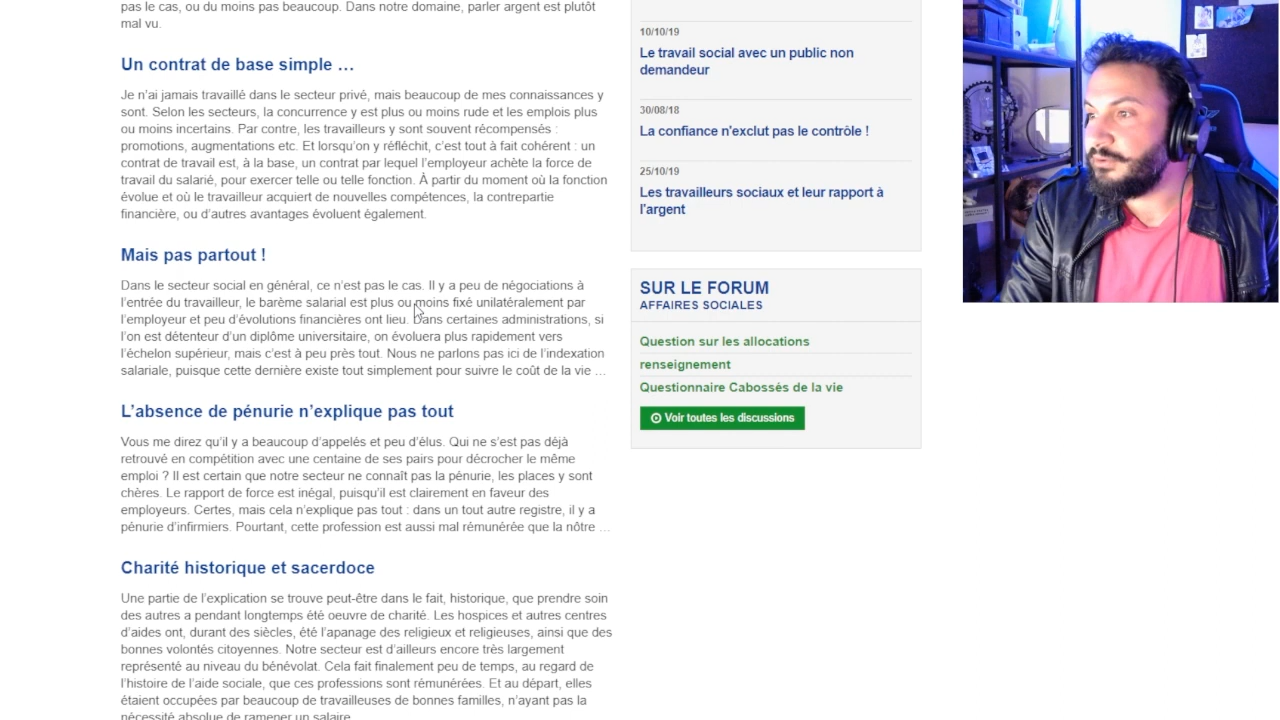 pas le cas, ou du moins pas beaucoup. Dans notre domaine, parler argent est plutôt
mal vu.
Un contrat de base simple …
Je n’ai jamais travaillé dans le secteur privé, mais beaucoup de mes connaissances y
sont. Selon les secteurs, la concurrence y est plus ou moins rude et les emplois plus
ou moins incertains. Par contre, les travailleurs y sont souvent récompensés :
promotions, augmentations etc. Et lorsqu’on y réfléchit, c’est tout à fait cohérent : un
contrat de travail est, à la base, un contrat par lequel l’employeur achète la force de
travail du salarié, pour exercer telle ou telle fonction. À partir du moment où la fonction
évolue et où le travailleur acquiert de nouvelles compétences, la contrepartie
financière, ou d’autres avantages évoluent également.
Mais pas partout !
Dans le secteur social en général, ce n’est pas le cas. Il y a peu de négociations à
l’entrée du travailleur, le barème salarial est plus ou moins fixé unilatéralement par
l’employeur et peu d’évolutions financières ont lieu. Dans certaines administrations, si
l’on est détenteur d’un diplôme universitaire, on évoluera plus rapidement vers
l’échelon supérieur, mais c’est à peu près tout. Nous ne parlons pas ici de l’indexation
salariale, puisque cette dernière existe tout simplement pour suivre le coût de la vie …
L’absence de pénurie n’explique pas tout
Vous me direz qu’il y a beaucoup d’appelés et peu d’élus. Qui ne s’est pas déjà
retrouvé en compétition avec une centaine de ses pairs pour décrocher le même
emploi ? Il est certain que notre secteur ne connaît pas la pénurie, les places y sont
chères. Le rapport de force est inégal, puisqu’il est clairement en faveur des
employeurs. Certes, mais cela n’explique pas tout : dans un tout autre registre, il y a
pénurie d’infirmiers. Pourtant, cette profession est aussi mal rémunérée que la nôtre …
Charité historique et sacerdoce
Une partie de l’explication se trouve peut-être dans le fait, historique, que prendre soin
des autres a pendant longtemps été oeuvre de charité. Les hospices et autres centres
d’aides ont, durant des siècles, été l’apanage des religieux et religieuses, ainsi que des
bonnes volontés citoyennes. Notre secteur est d’ailleurs encore très largement
représenté au niveau du bénévolat. Cela fait finalement peu de temps, au regard de
l’histoire de l’aide sociale, que ces professions sont rémunérées. Et au départ, elles
étaient occupées par beaucoup de travailleuses de bonnes familles, n’ayant pas la
nécessité absolue de ramener un salaire.
10/10/19
Le travail social avec un public non
demandeur
30/08/18
La confiance n'exclut pas le contrôle !
25/10/19
Les travailleurs sociaux et leur rapport à
l'argent
SUR LE FORUM
AFFAIRES SOCIALES
Question sur les allocations
renseignement
Questionnaire Cabossés de la vie
Voir toutes les discussions